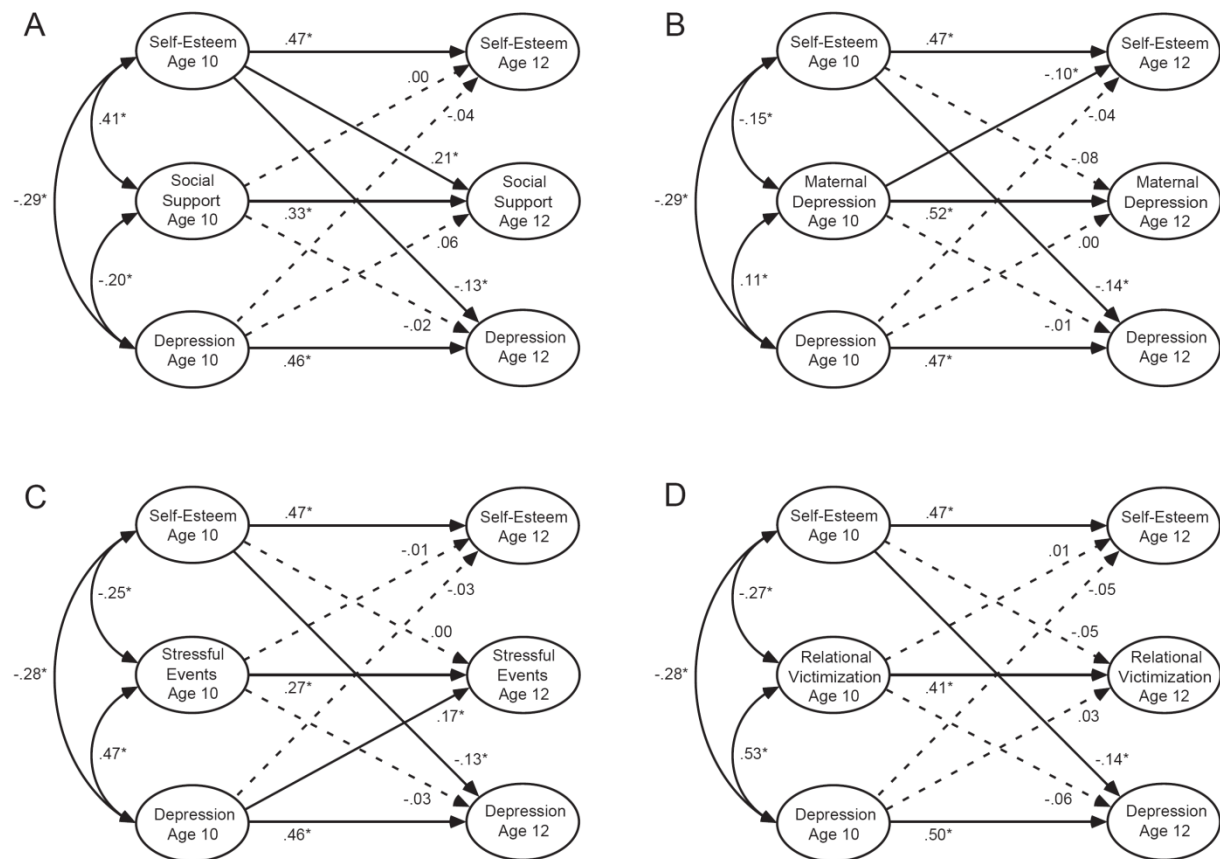 A
Self-Esteem
Age 10
.47*
Self-Esteem
Age 12
.00
-.04
.41*
.21*
-.29*
Social
Support
Age 10
.33*
Social
Support
Age 12
.06
-.20*
-.13*
-.02
Depression
Age 10
.46*
Depression
Age 12
B
Self-Esteem
Age 10
.47*
Self-Esteem
Age 12
-.10*
-.04
-.15*
-.08
-.29*
Maternal
Depression
Age 10
.52*
Maternal
Depression
Age 12
.00
.11*
-.14*
-.01
Depression
Age 10
.47*
Depression
Age 12
C
Self-Esteem
Age 10
.47*
Self-Esteem
Age 12
-.01
-.03
-.25*
.00
-.28*
Stressful
Events
Age 10
.27*
Stressful
Events
Age 12
.17*
.47*
-.13*
-.03
Depression
Age 10
.46*
Depression
Age 12
D
Self-Esteem
Age 10
.47*
Self-Esteem
Age 12
.01
-.05
-.27*
-.05
-.28*
Relational
Victimization
Age 10
.41*
Relational
Victimization
Age 12
.03
.53*
-.14*
-.06
Depression
Age 10
.50*
Depression
Age 12